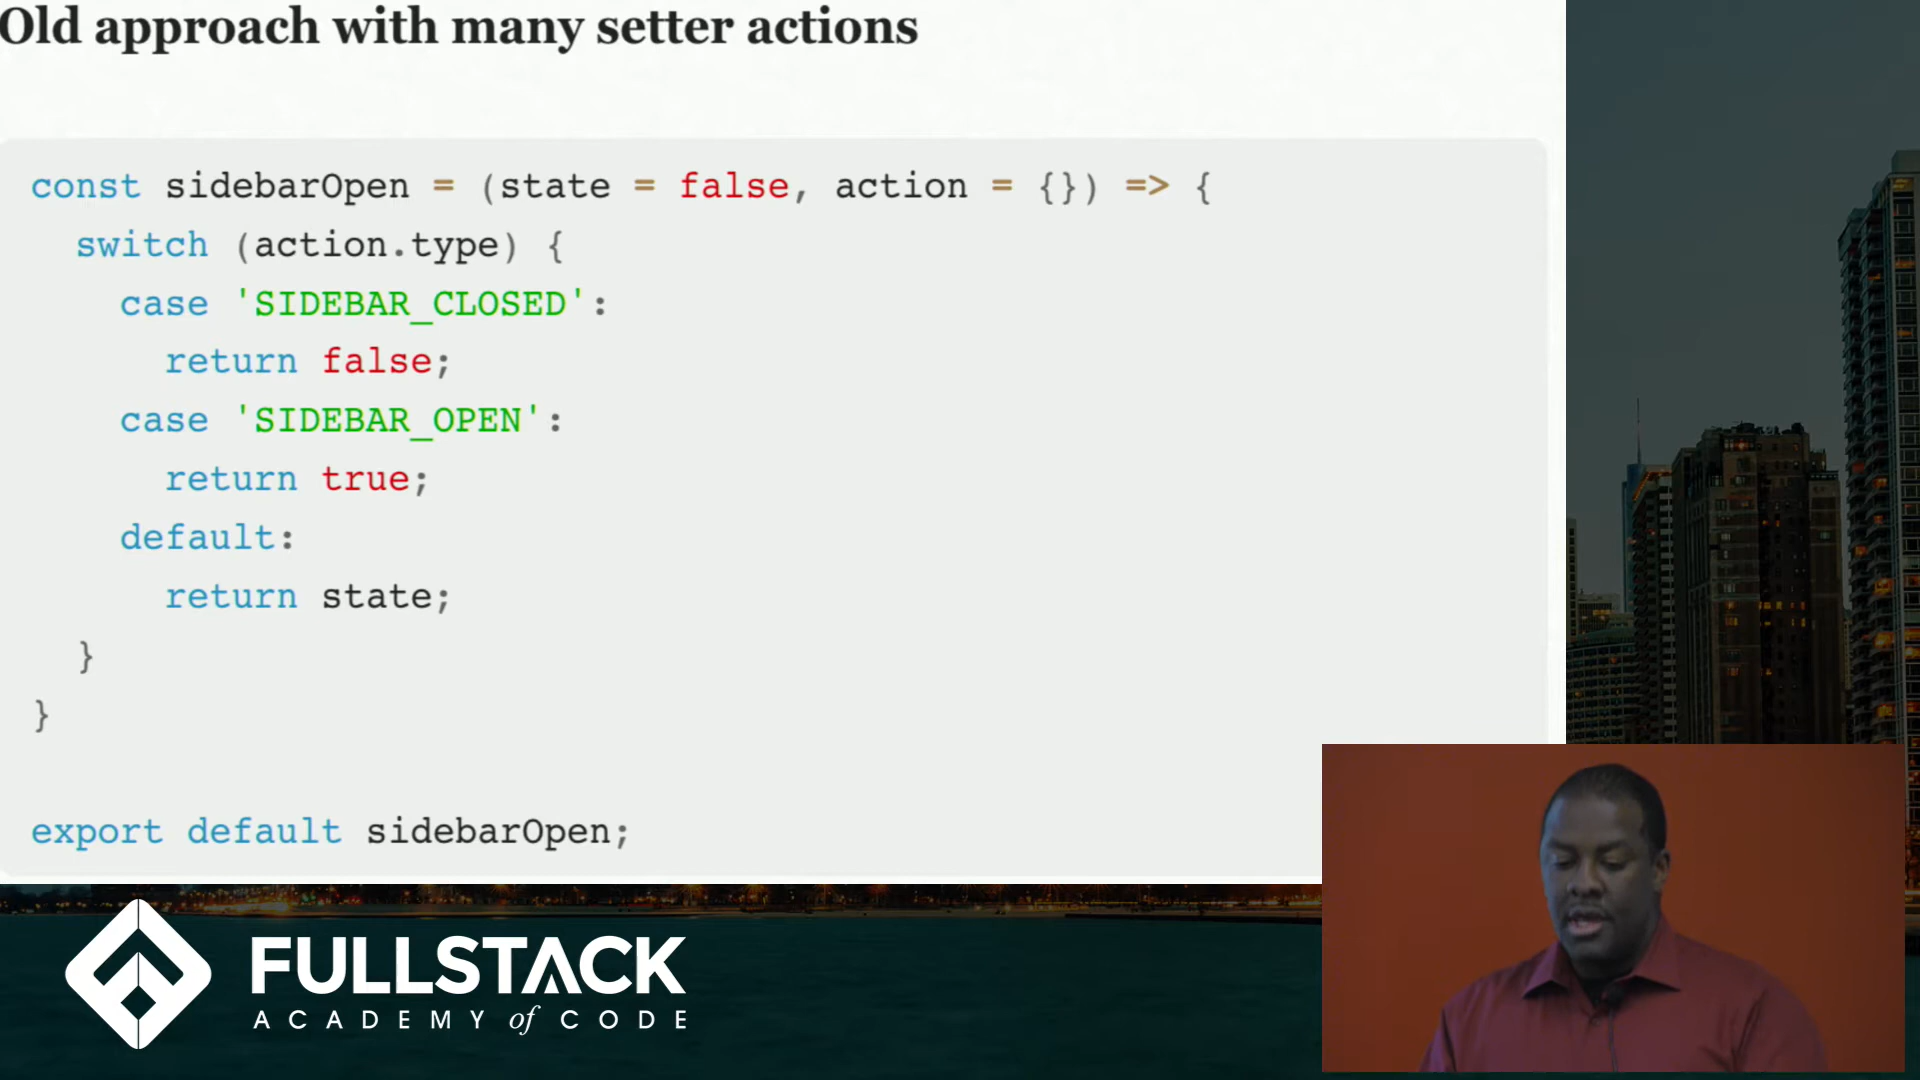 Old approach with many setter actions
const sidebarOpen = (state = false, action = {}) => {
switch (action.type) {
case 'SIDEBAR_CLOSED':
return false;
case 'SIDEBAR_OPEN':
return true;
default:
return state;
}
}
export default sidebarOpen;
FULLSTACK
ACADEMY of CODE